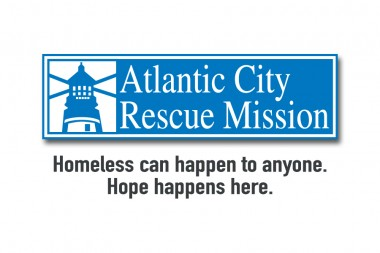 Atlantic City
Rescue Mission
Homeless can happen to anyone.
Hope happens here.